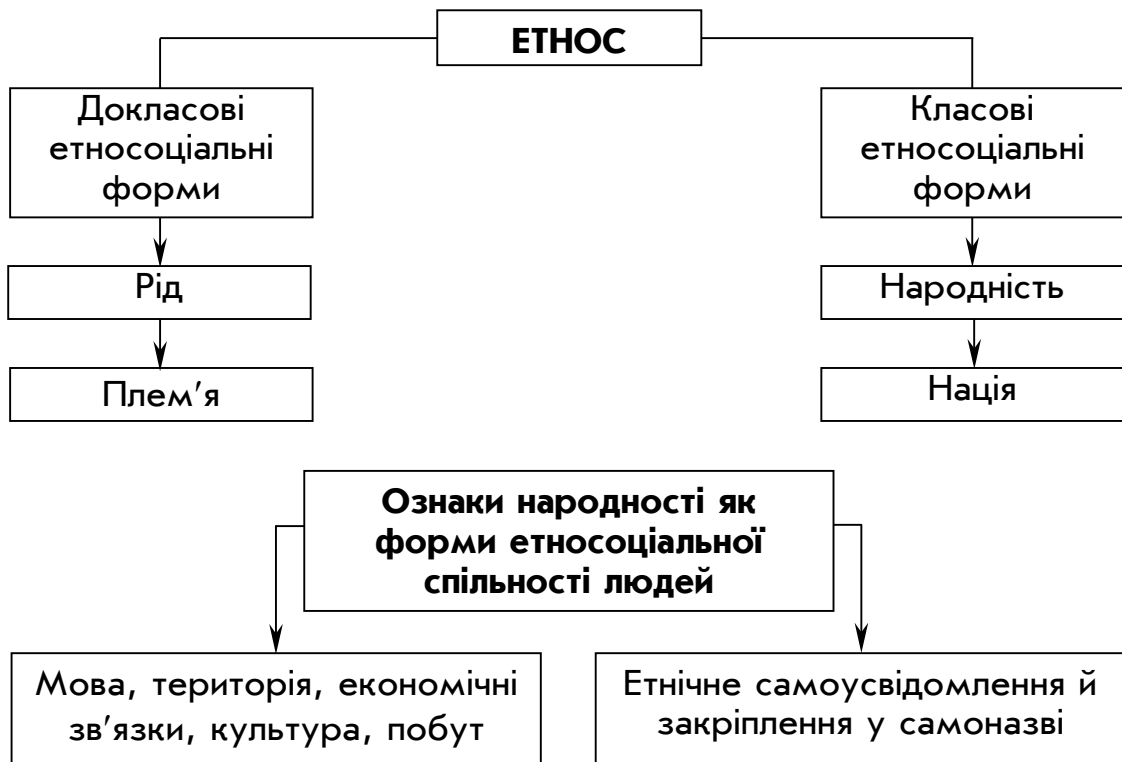 ЕТНОС
Докласові
етносоціальні
форми
Класові
етносоціальні
форми
Рід
Народність
Плем'я
Нація
Ознаки народності як
форми етносоціальної
спільності людей
Мова, територія, економічні
зв'язки, культура, побут
Етнічне самоусвідомлення й
закріплення у самоназві